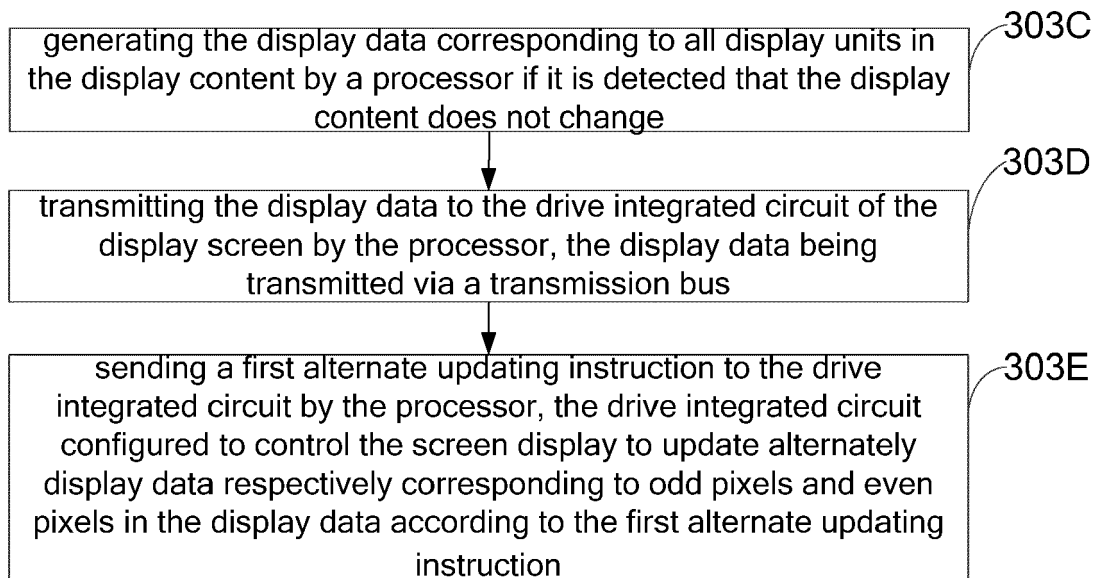 303C
generating the display data corresponding to all display units in
the display content by a processor if it is detected that the display
content does not change
303D
transmitting the display data to the drive integrated circuit of the
display screen by the processor, the display data being
transmitted via a transmission bus
303E
sending a first alternate updating instruction to the drive
integrated circuit by the processor, the drive integrated circuit
configured to control the screen display to update alternately
display data respectively corresponding to odd pixels and even
pixels in the display data according to the first alternate updating
instruction